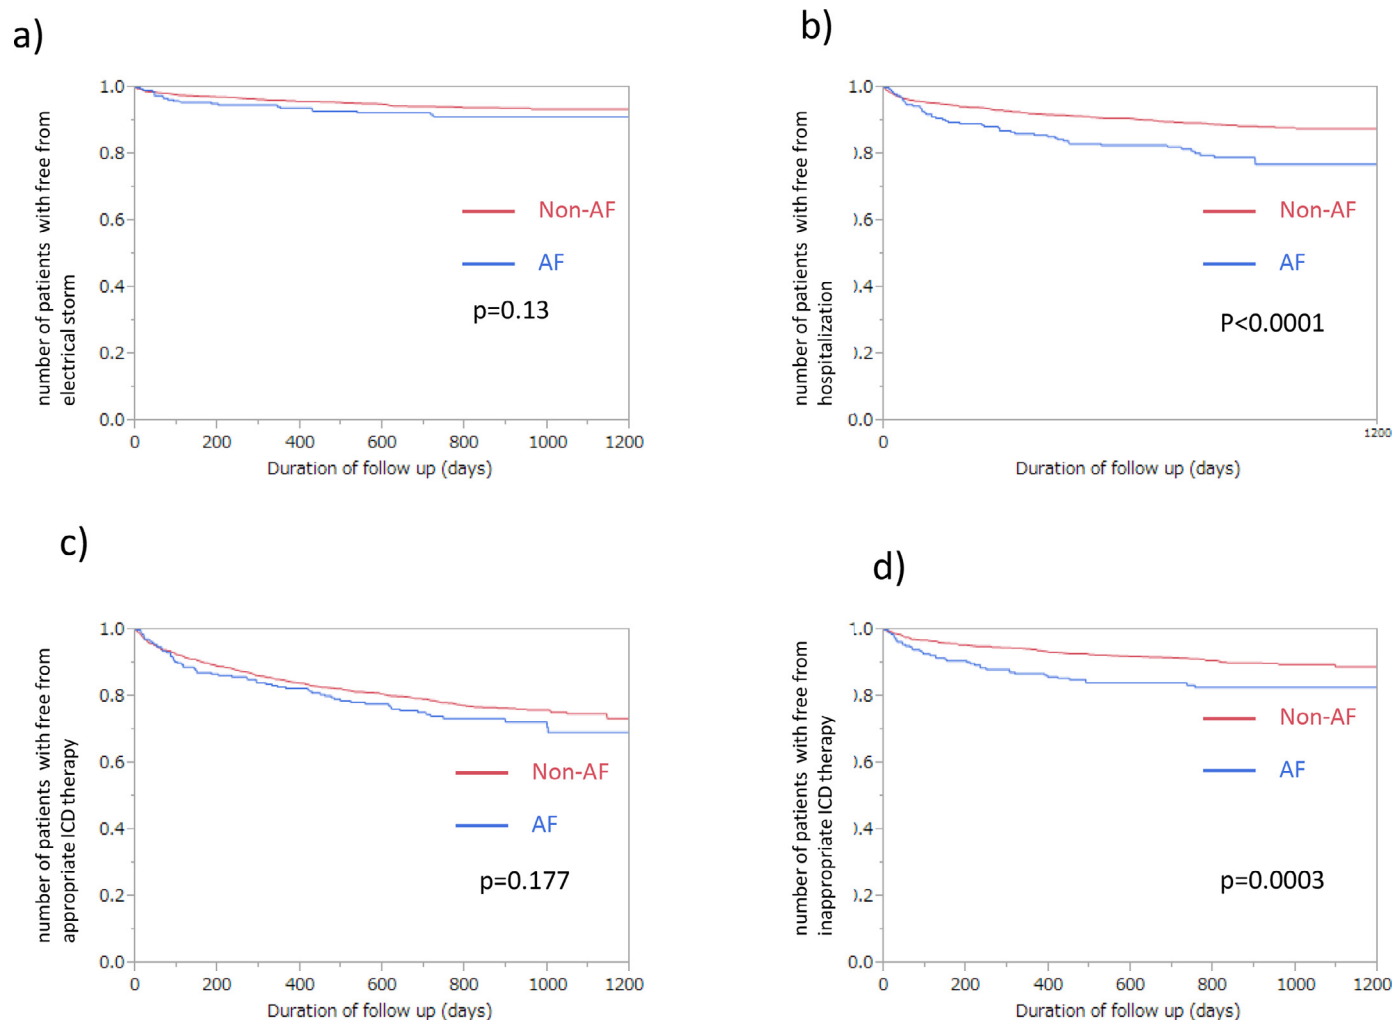 a)
number of patients with free from
electrical storm
1.0
0.8
0.6
0.4
0.2
0.0
Non-AF
AF
p=0.13
0 200 400 600 800 1000 1200
Duration of follow up (days)
b)
number of patients with free from
hospitalization
1.0
).8
).6
).4
).2
0.0
Non-AF
AF
P<0.0001
0 1200
Duration of follow up (days)
c)
number of patients with free from
appropriate ICD therapy
1.0
0.8
0.6
0.4
0.2
0.0
Non-AF
AF
p=0.177
0 200 400 600 800 1000 1200
Duration of follow up (days)
d)
number of patients with free from
inappropriate ICD therapy
1.0
).8
).6
).4
).2
0.0
Non-AF
AF
p=0.0003
0 200 400 600 800 1000 1200
Duration of follow up (days)